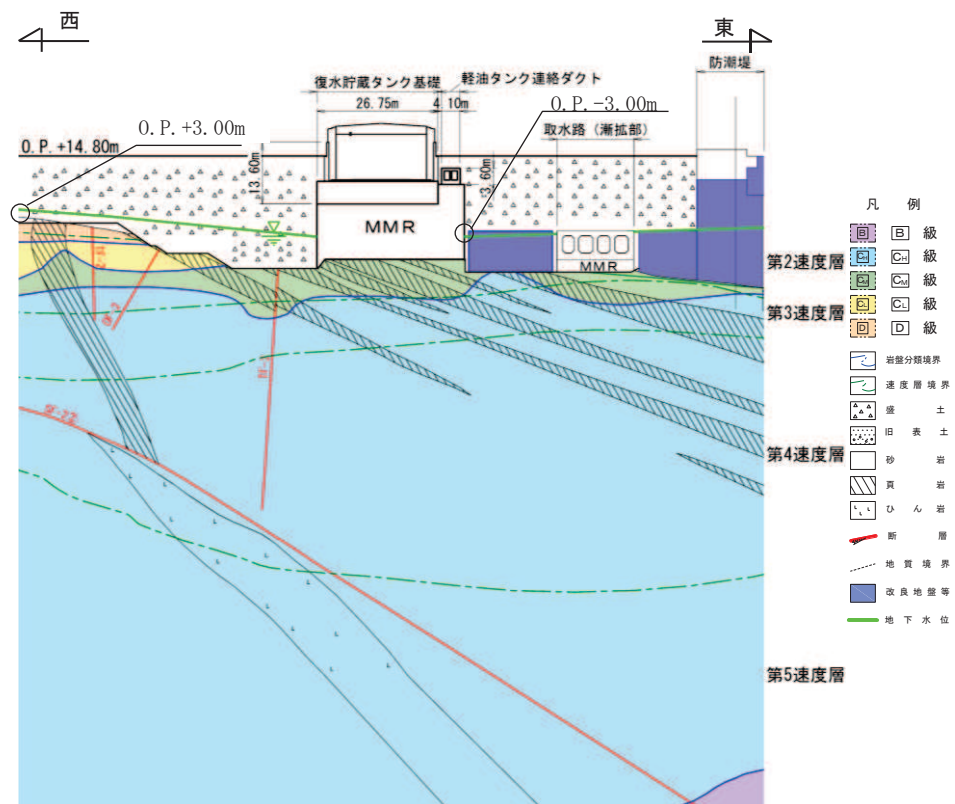 西
東
防潮堤
復水貯蔵タンク基礎
軽油タンク連絡ダクト
26.75m
4.10m
O.P.-3.00m
O.P.+3.00m
取水路（漸拡部）
O.P.+14.80m
13.60m
3.60m
MMR
MMR
凡 例
B B 級
CH CH 級
CM CM 級
CL CL 級
D D 級
岩盤分類境界
速度層境界
盛土
旧表土
砂岩
頁岩
ひん岩
断層
地質境界
改良地盤等
地下水位
第2速度層
第3速度層
第4速度層
第5速度層